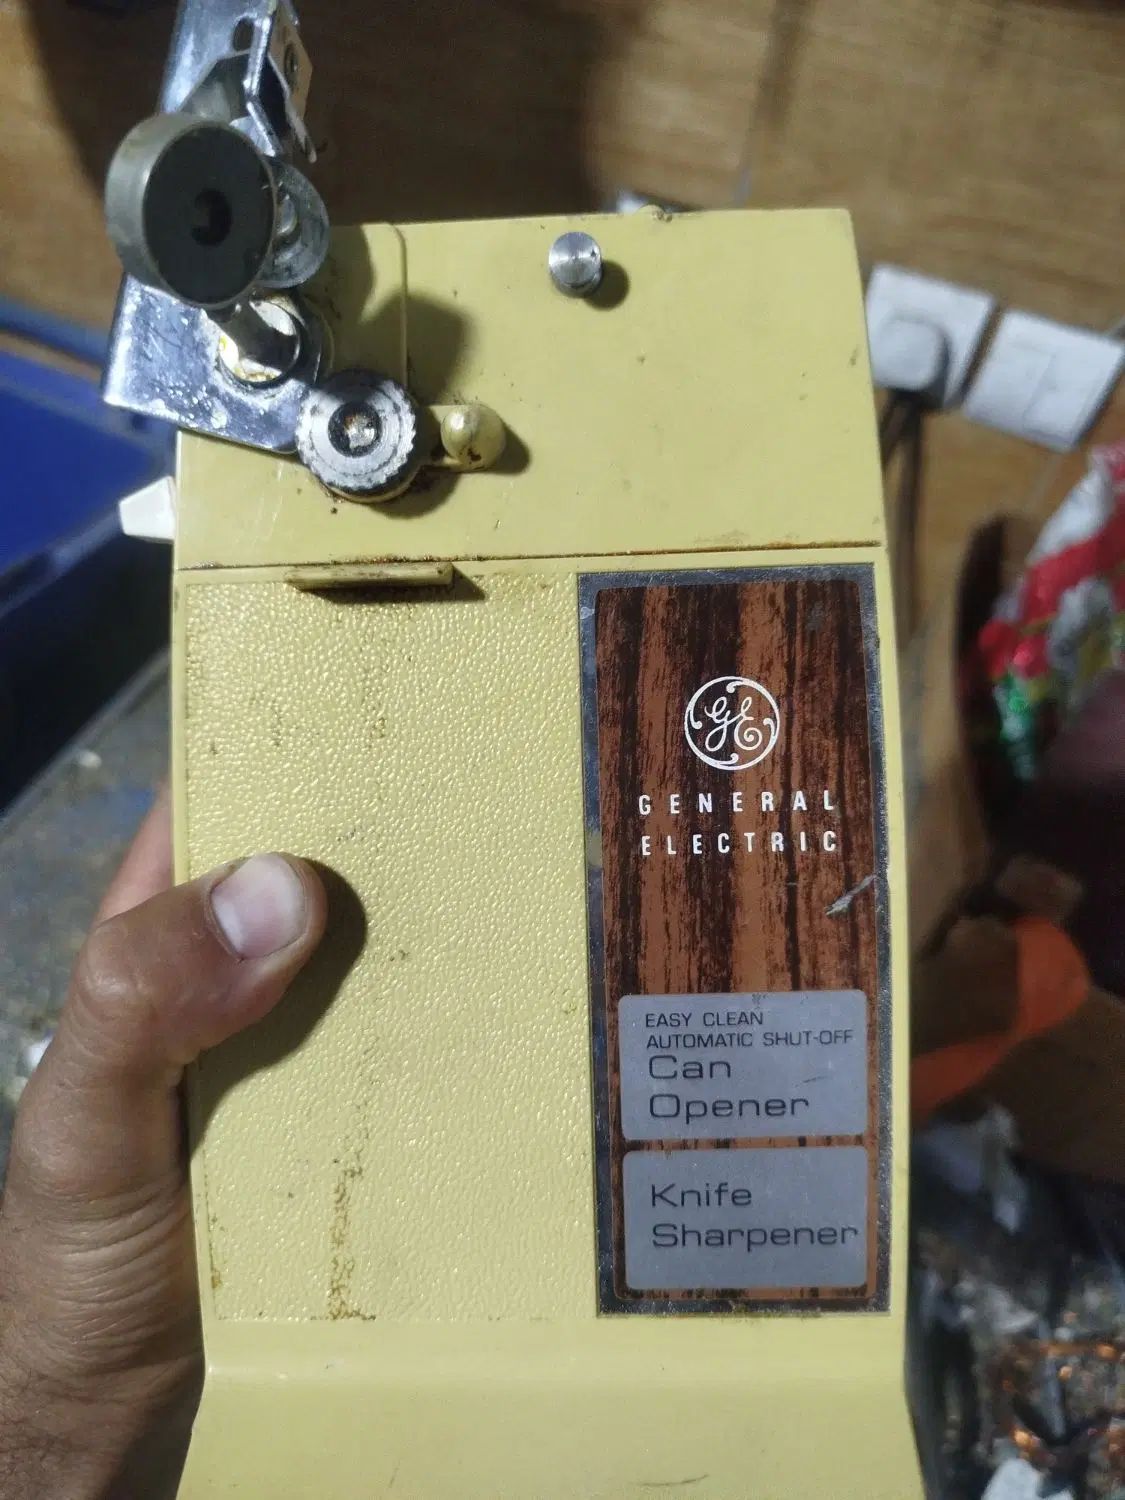 GE
GENERAL
ELECTRIC
EASY CLEAN
AUTOMATIC SHUT-OFF
Can
Opener
Knife
Sharpener